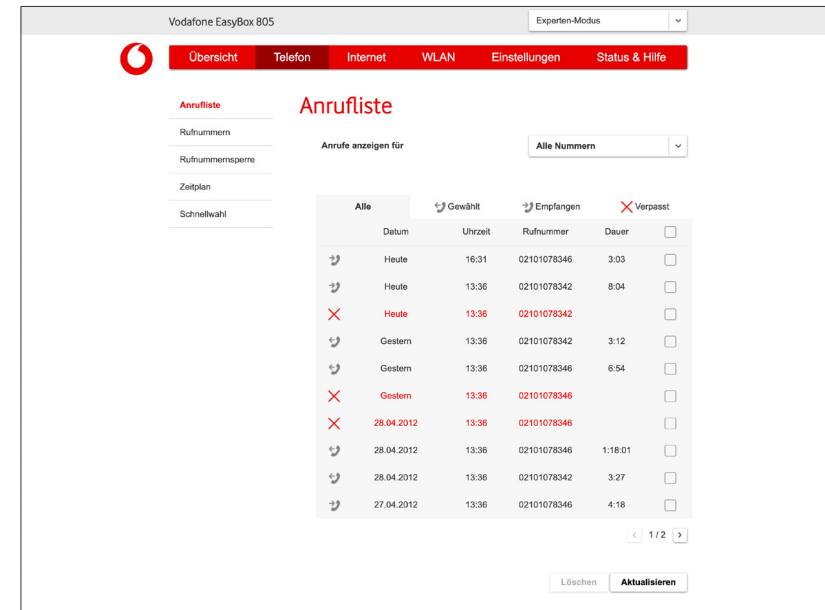 Vodafone EasyBox 805 Experten-Modus
Übersicht Telefon Internet WLAN Einstellungen Status & Hilfe
Anrufliste
Rufnummern
Rufnummernsperre
Zeitplan
Schnellwahl
Anrufliste
Anrufe anzeigen für Alle Nummern
Alle Gewählt Empfangen Verpasst
Datum Uhrzeit Rufnummer Dauer
Heute 16:31 02101078346 3:03
Heute 13:36 02101078342 8:04
Heute 13:36 02101078342
Gestern 13:36 02101078342 3:12
Gestern 13:36 02101078346 6:54
Gestern 13:36 02101078346
28.04.2012 13:36 02101078346
28.04.2012 13:36 02101078346 1:18:01
28.04.2012 13:36 02101078342 3:27
27.04.2012 13:36 02101078346 4:18
1 / 2
Löschen Aktualisieren